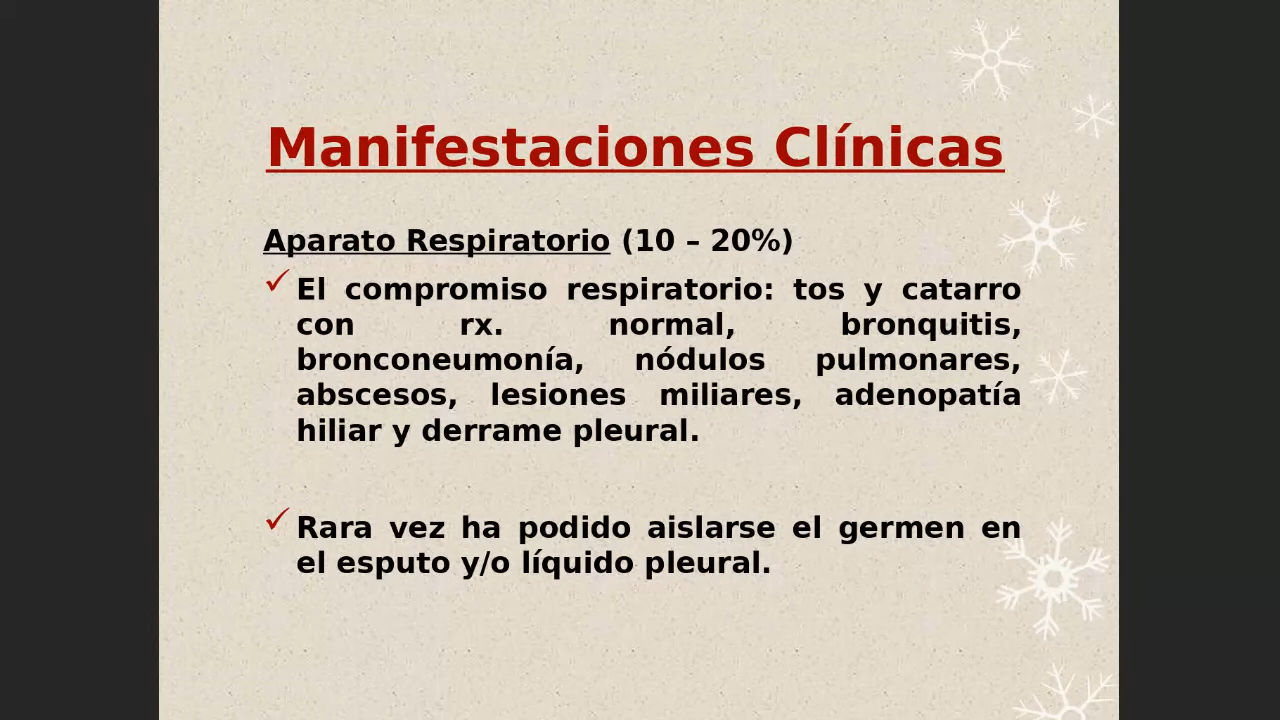 Manifestaciones Clínicas
Aparato Respiratorio (10 – 20%)
El compromiso respiratorio: tos y catarro
con rx. normal, bronquitis,
bronconeumonía, nódulos pulmonares,
abscesos, lesiones miliares, adenopatía
hiliar y derrame pleural.
Rara vez ha podido aislarse el germen en
el esputo y/o líquido pleural.